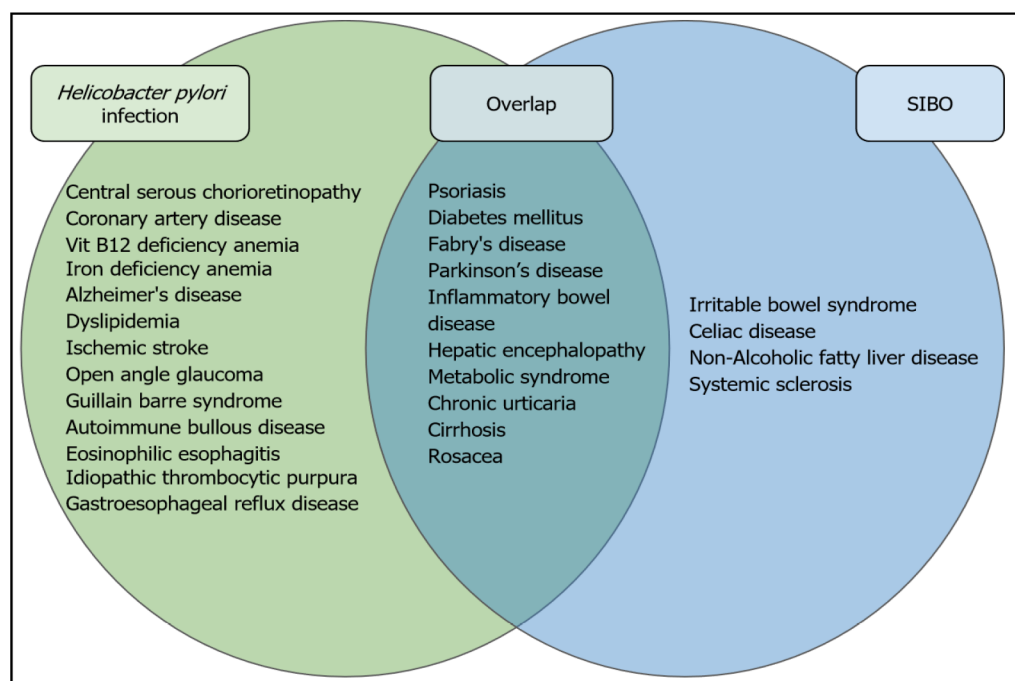 Helicobacter pylori
infection
Central serous chorioretinopathy
Coronary artery disease
Vit B12 deficiency anemia
Iron deficiency anemia
Alzheimer's disease
Dyslipidemia
Ischemic stroke
Open angle glaucoma
Guillain barre syndrome
Autoimmune bullous disease
Eosinophilic esophagitis
Idiopathic thrombocytic purpura
Gastroesophageal reflux disease
Overlap
Psoriasis
Diabetes mellitus
Fabry's disease
Parkinson’s disease
Inflammatory bowel
disease
Hepatic encephalopathy
Metabolic syndrome
Chronic urticaria
Cirrhosis
Rosacea
SIBO
Irritable bowel syndrome
Celiac disease
Non-Alcoholic fatty liver disease
Systemic sclerosis